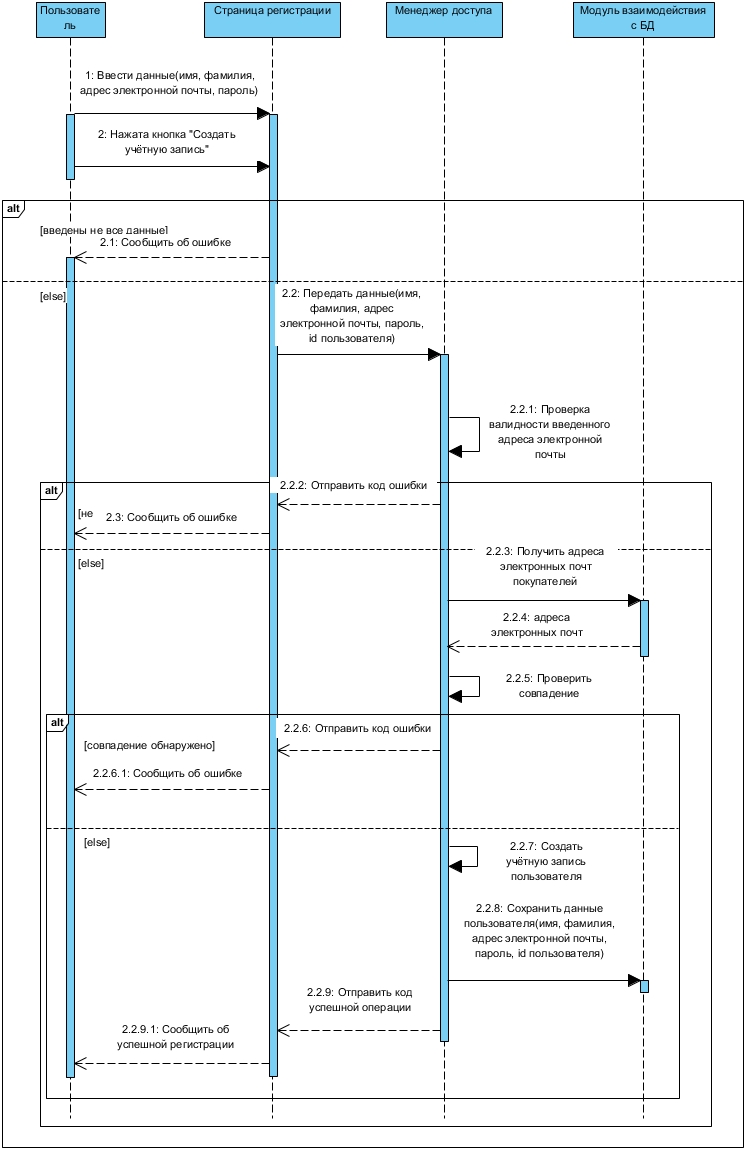 Пользовате
ль
Страница регистрации
Менеджер доступа
Модуль взаимодействия
с БД
1: Ввести данные(имя, фамилия,
адрес электронной почты, пароль)
2: Нажата кнопка "Создать
учётную запись"
alt
[введены не все данные]
2.1: Сообщить об ошибке
[else]
2.2: Передать данные(имя,
фамилия, адрес
электронной почты, пароль,
id пользователя)
2.2.1: Проверка
валидности введенного
адреса электронной
почты
alt
2.2.2: Отправить код ошибки
[не
2.3: Сообщить об ошибке
[else]
2.2.3: Получить адреса
электронных почт
покупателей
2.2.4: адреса
электронных почт
2.2.5: Проверить
совпадение
alt
2.2.6: Отправить код ошибки
[совпадение обнаружено]
2.2.6.1: Сообщить об ошибке
[else]
2.2.7: Создать
учётную запись
пользователя
2.2.8: Сохранить данные
пользователя(имя, фамилия,
адрес электронной почты,
пароль, id пользователя)
2.2.9: Отправить код
успешной операции
2.2.9.1: Сообщить об
успешной регистрации